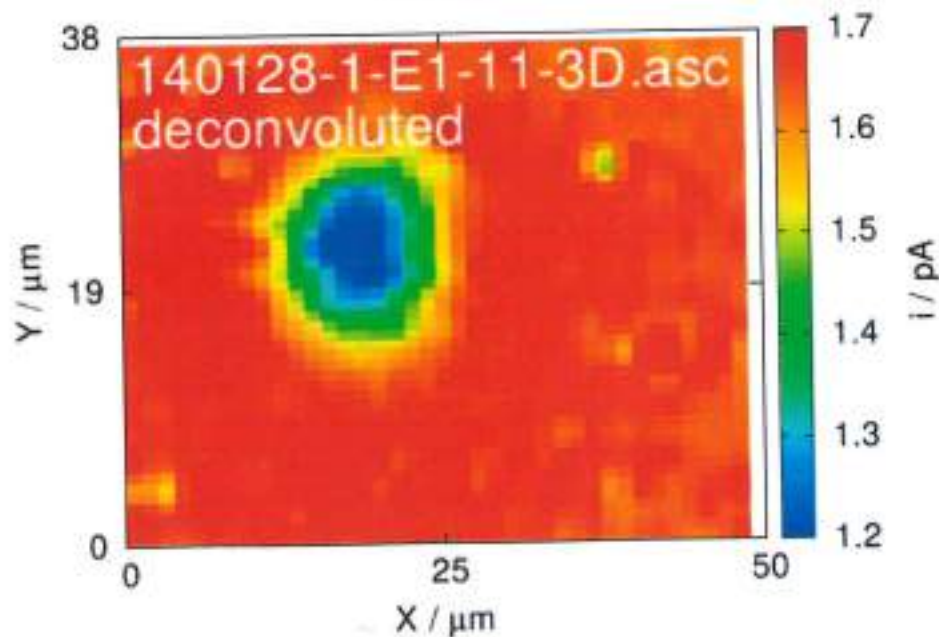 140128-1-E1-11-3D.asc
deconvoluted
38
19
0
Y / μm
0
25
50
X / μm
1.7
1.6
1.5
1.4
1.3
1.2
i / pA